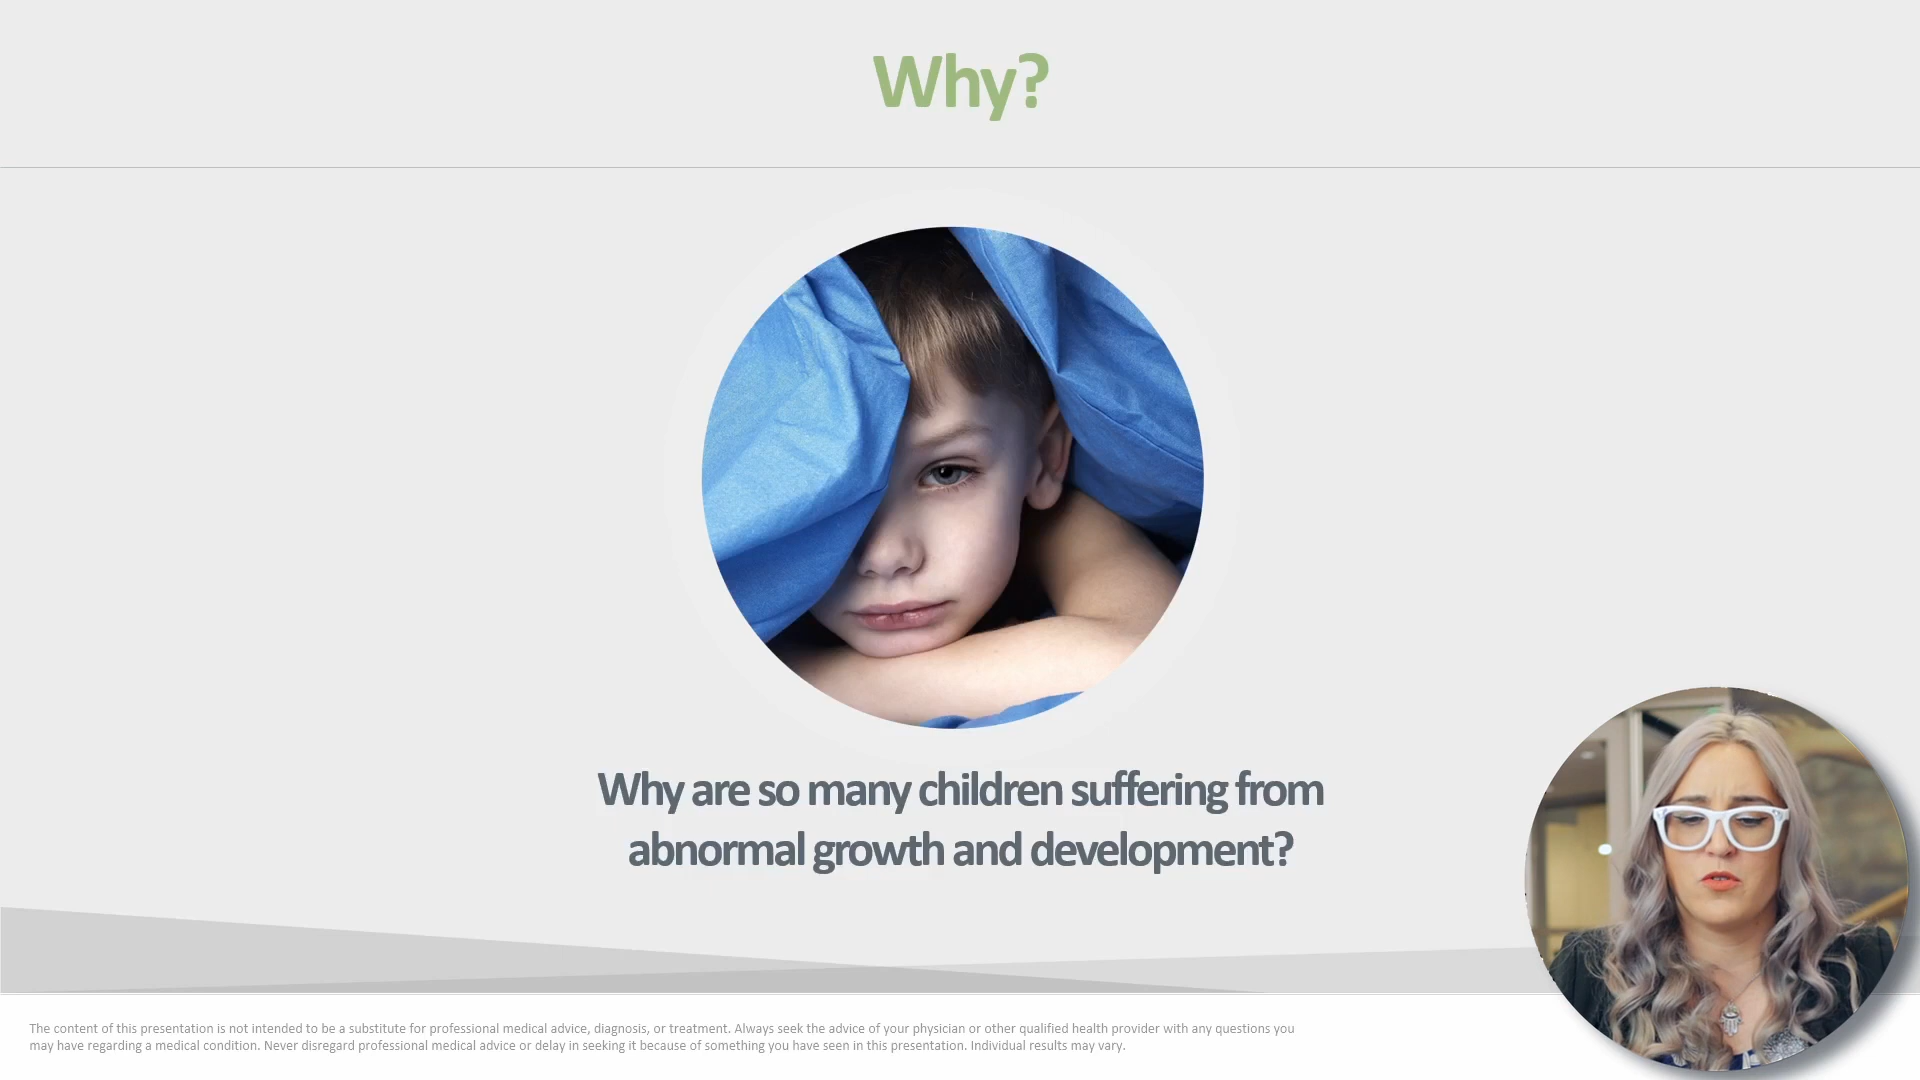 Why?
Why are so many children suffering from
abnormal growth and development?
The content of this presentation is not intended to be a substitute for professional medical advice, diagnosis, or treatment. Always seek the advice of your physician or other qualified health provider with any questions you
may have regarding a medical condition. Never disregard professional medical advice or delay in seeking it because of something you have seen in this presentation. Individual results may vary.